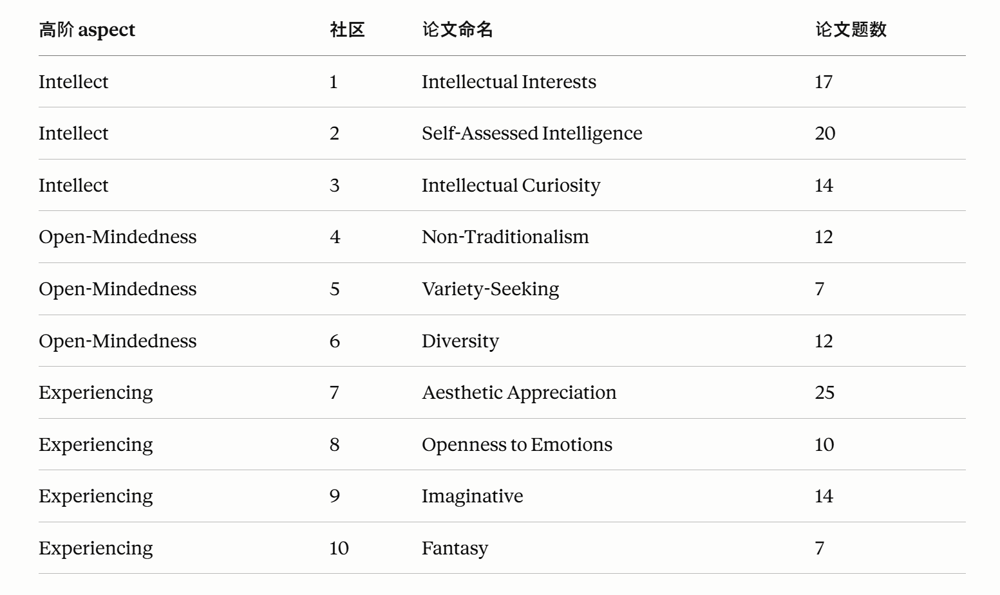 高阶 aspect 社区 论文命名 论文题数
Intellect 1 Intellectual Interests 17
Intellect 2 Self-Assessed Intelligence 20
Intellect 3 Intellectual Curiosity 14
Open-Mindedness 4 Non-Traditionalism 12
Open-Mindedness 5 Variety-Seeking 7
Open-Mindedness 6 Diversity 12
Experiencing 7 Aesthetic Appreciation 25
Experiencing 8 Openness to Emotions 10
Experiencing 9 Imaginative 14
Experiencing 10 Fantasy 7